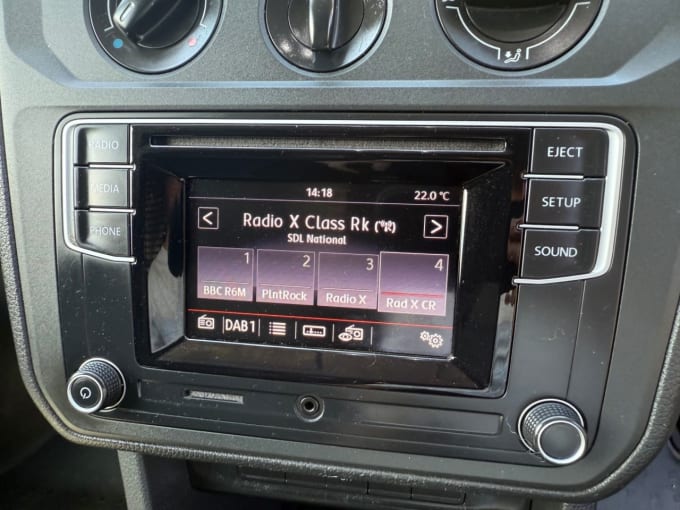 RADIO
MEDIA
PHONE
EJECT
SETUP
SOUND
14:18
22.0 °C
< Radio X Class Rk >
SDL National
1 2 3 4
BBC R6M PlntRock Radio X Rad X CR
DAB1